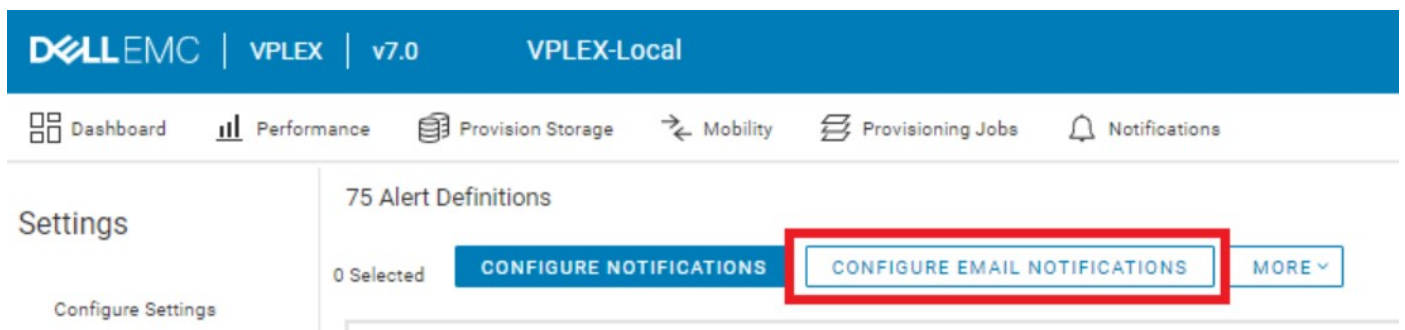 DELLEMC | VPLEX | v7.0 VPLEX-Local
Dashboard Performance Provision Storage Mobility Provisioning Jobs Notifications
75 Alert Definitions
Settings
0 Selected CONFIGURE NOTIFICATIONS CONFIGURE EMAIL NOTIFICATIONS MORE
Configure Settings